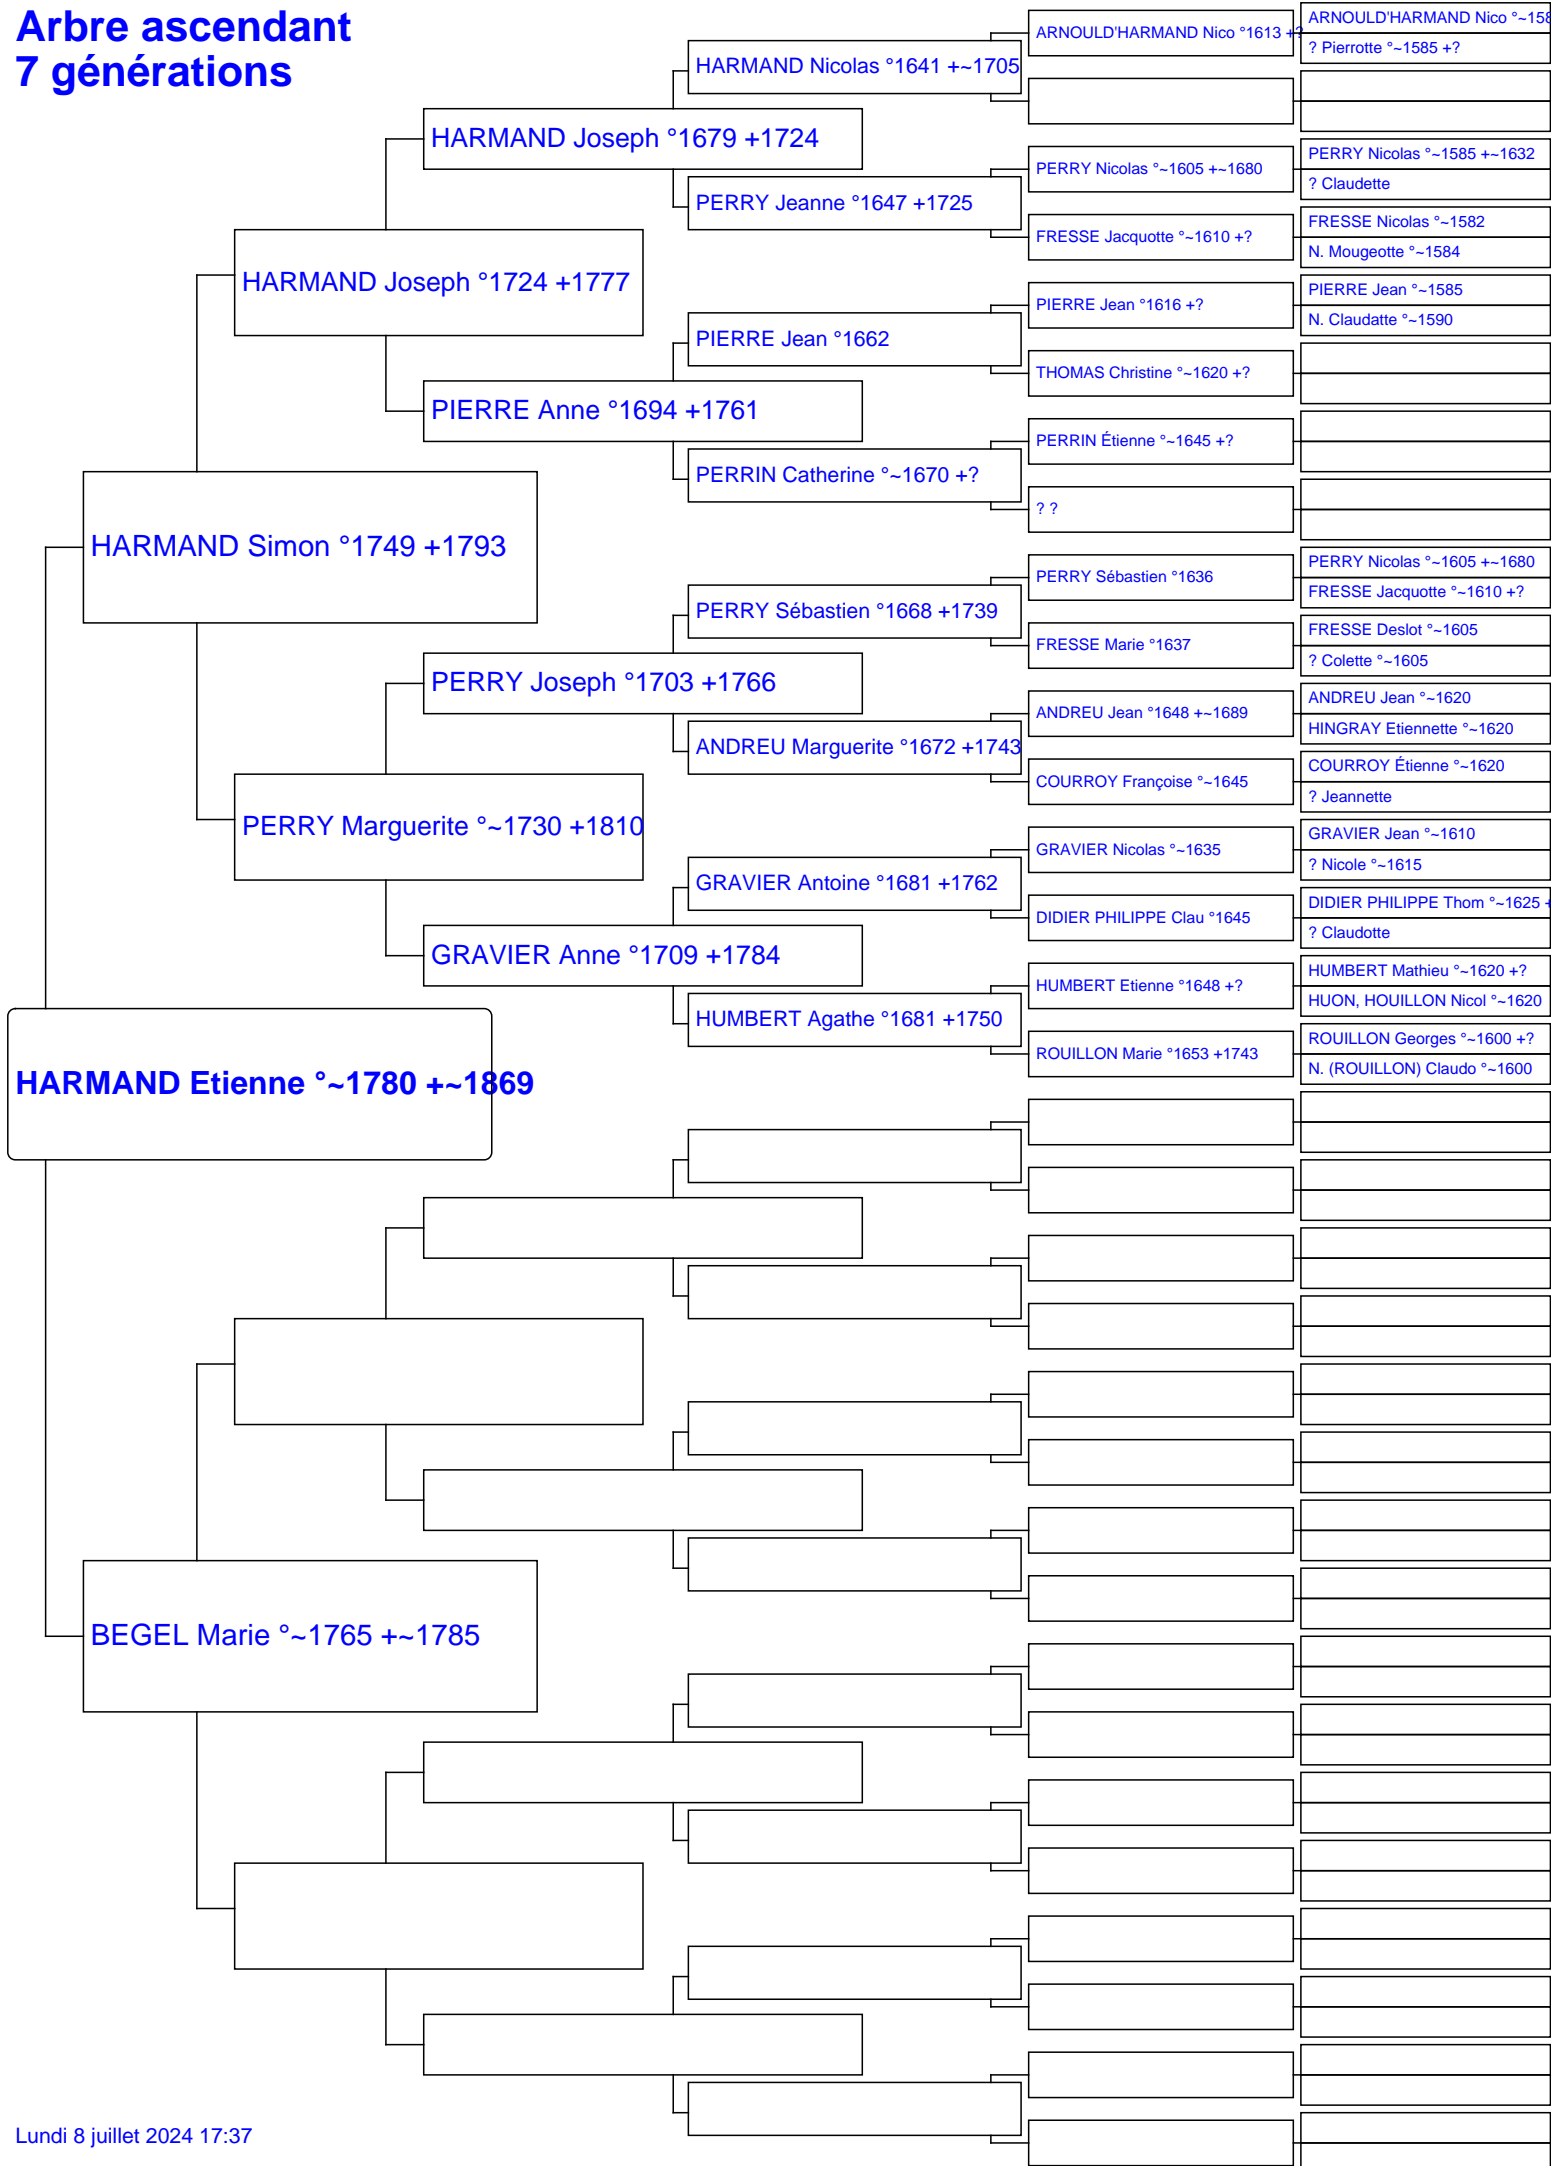 Arbre ascendant
7 générations
HARMAND Etienne °~1780 +~1869
HARMAND Simon °1749 +1793
BEGEL Marie °~1765 +~1785
HARMAND Joseph °1724 +1777
PERRY Marguerite °~1730 +1810
HARMAND Joseph °1679 +1724
PIERRE Anne °1694 +1761
PERRY Joseph °1703 +1766
GRAVIER Anne °1709 +1784
HARMAND Nicolas °1641 +~1705
PERRY Jeanne °1647 +1725
PIERRE Jean °1662
PERRIN Catherine °~1670 +?
PERRY Sébastien °1668 +1739
ANDREU Marguerite °1672 +1743
GRAVIER Antoine °1681 +1762
HUMBERT Agathe °1681 +1750
ARNOULD'HARMAND Nico °1613 +?
PERRY Nicolas °~1605 +~1680
FRESSE Jacquotte °~1610 +?
PIERRE Jean °1616 +?
THOMAS Christine °~1620 +?
PERRIN Étienne °~1645 +?
? ?
PERRY Sébastien °1636
FRESSE Marie °1637
ANDREU Jean °1648 +~1689
COURROY Françoise °~1645
GRAVIER Nicolas °~1635
DIDIER PHILIPPE Clau °1645
HUMBERT Etienne °1648 +?
ROUILLON Marie °1653 +1743
ARNOULD'HARMAND Nico °~158
? Pierrotte °~1585 +?
PERRY Nicolas °~1585 +~1632
? Claudette
FRESSE Nicolas °~1582
N. Mougeotte °~1584
PIERRE Jean °~1585
N. Claudatte °~1590
PERRY Nicolas °~1605 +~1680
FRESSE Jacquotte °~1610 +?
FRESSE Deslot °~1605
? Colette °~1605
ANDREU Jean °~1620
HINGRAY Etiennette °~1620
COURROY Étienne °~1620
? Jeannette
GRAVIER Jean °~1610
? Nicole °~1615
DIDIER PHILIPPE Thom °~1625 +
? Claudotte
HUMBERT Mathieu °~1620 +?
HUON, HOUILLON Nicol °~1620
ROUILLON Georges °~1600 +?
N. (ROUILLON) Claudo °~1600
Lundi 8 juillet 2024 17:37